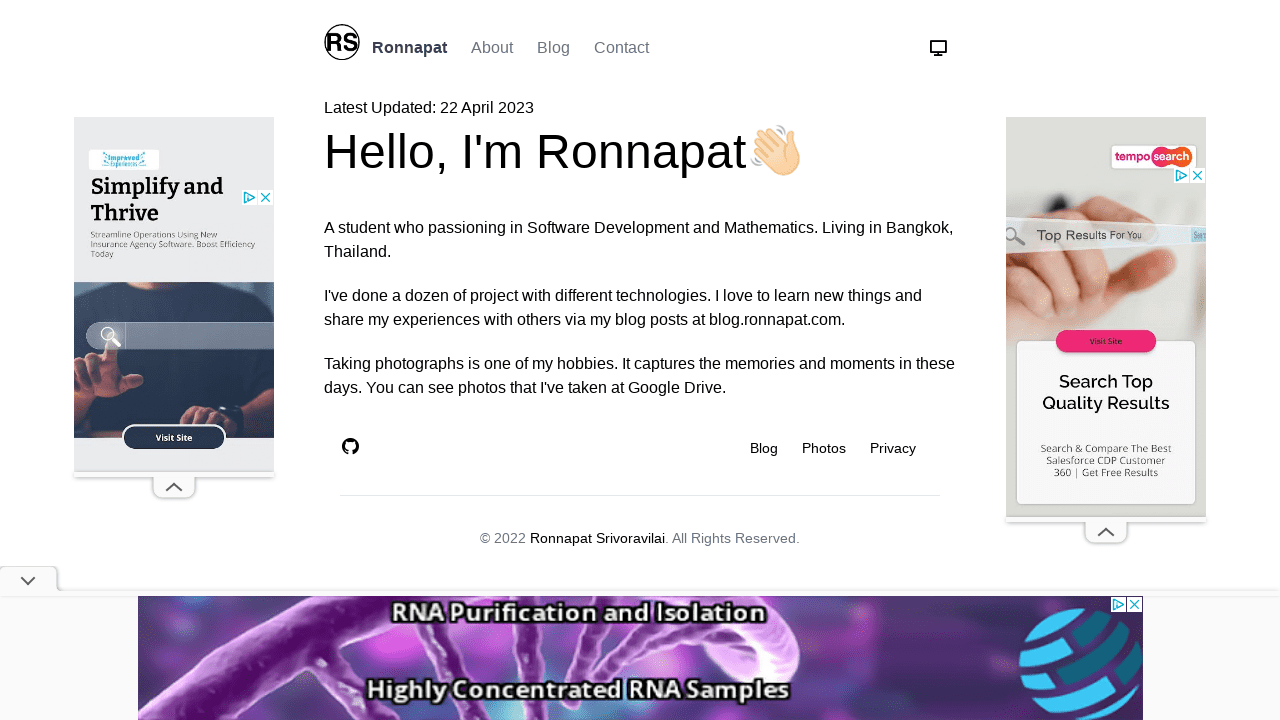 RS
Ronnapat
About
Blog
Contact
Latest Updated: 22 April 2023
Hello, I'm Ronnapat👋🏻
A student who passioning in Software Development and Mathematics. Living in Bangkok,
Thailand.
I've done a dozen of project with different technologies. I love to learn new things and
share my experiences with others via my blog posts at blog.ronnapat.com.
Taking photographs is one of my hobbies. It captures the memories and moments in these
days. You can see photos that I've taken at Google Drive.
Blog
Photos
Privacy
© 2022 Ronnapat Srivoravilai. All Rights Reserved.
Improved
Experiences
Simplify and
Thrive
Streamline Operations Using New
Insurance Agency Software. Boost Efficiency
Today
Visit Site
temposearch
Top Results For You
Visit Site
Search Top
Quality Results
Search & Compare The Best
Salesforce CDP Customer
360 | Get Free Results
RNA Purification and Isolation
Highly Concentrated RNA Samples